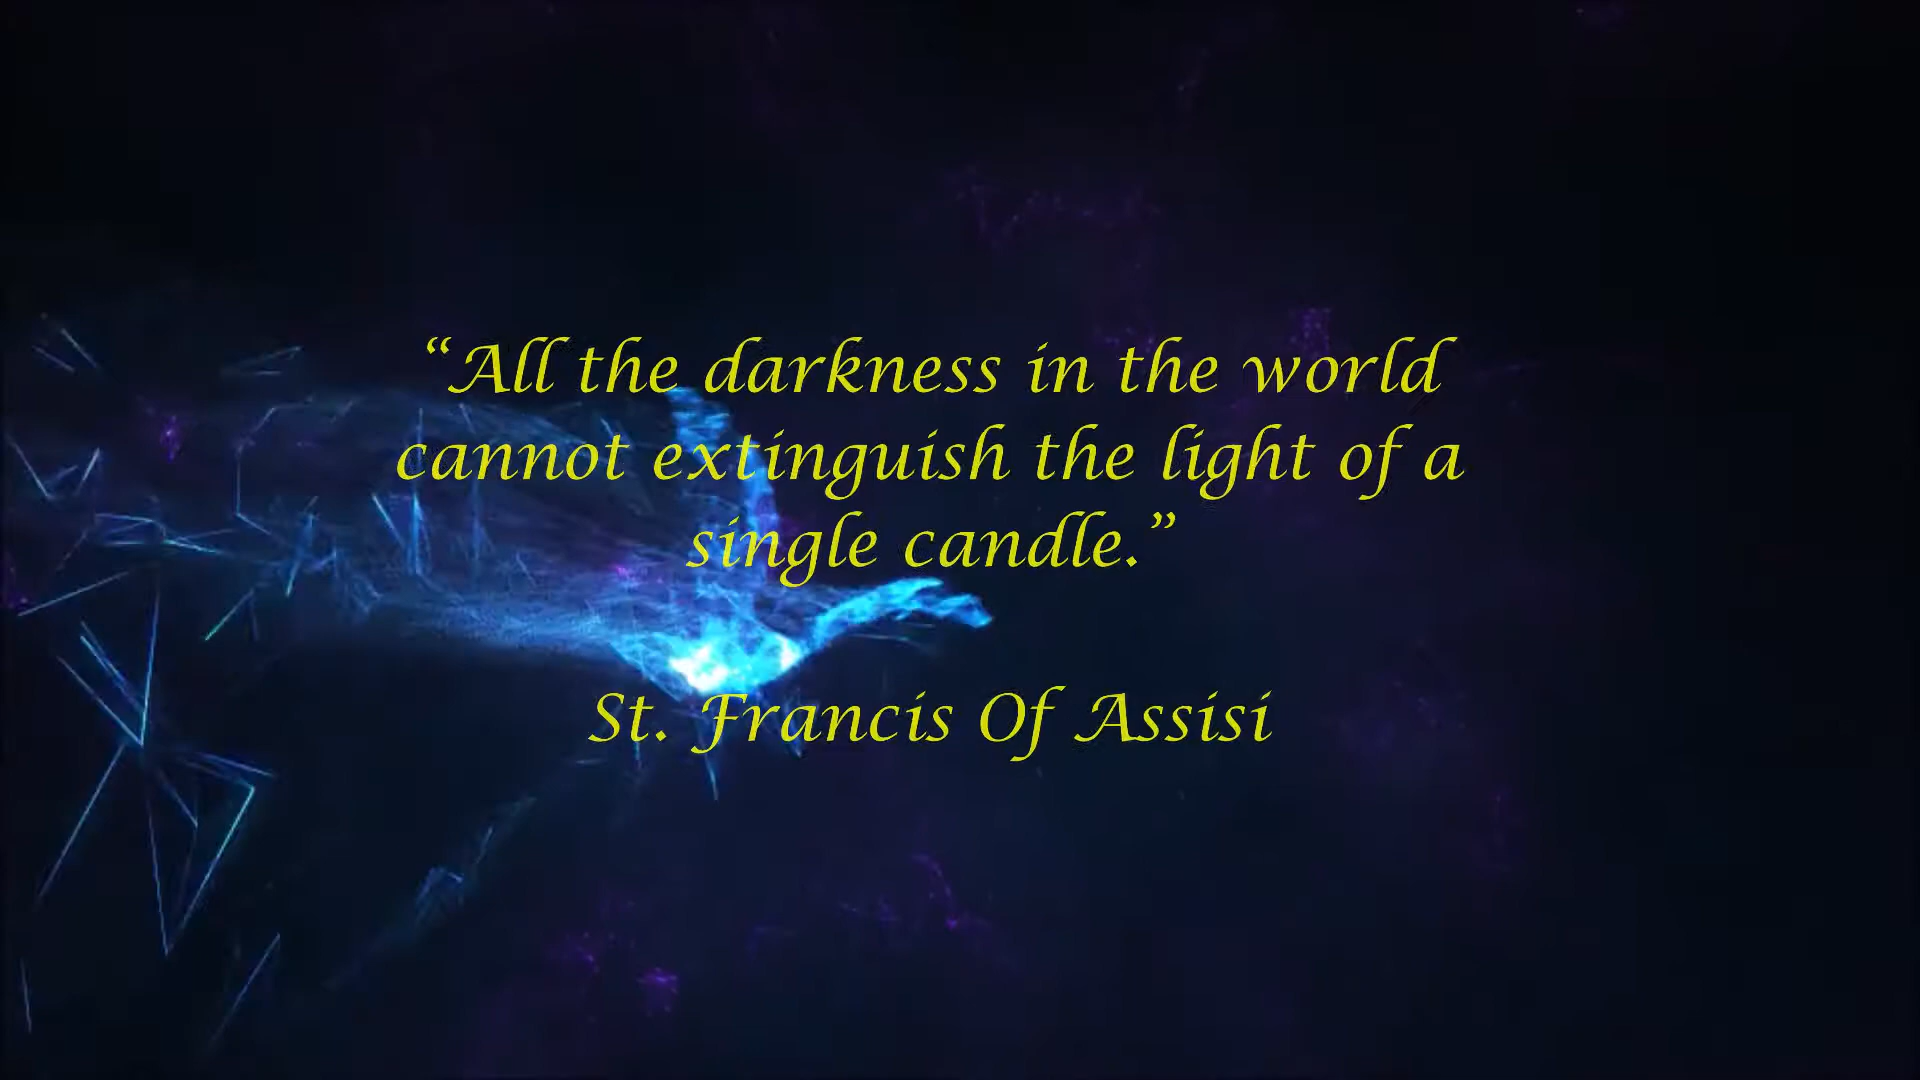 “All the darkness in the world
cannot extinguish the light of a
single candle.”
St. Francis Of Assisi